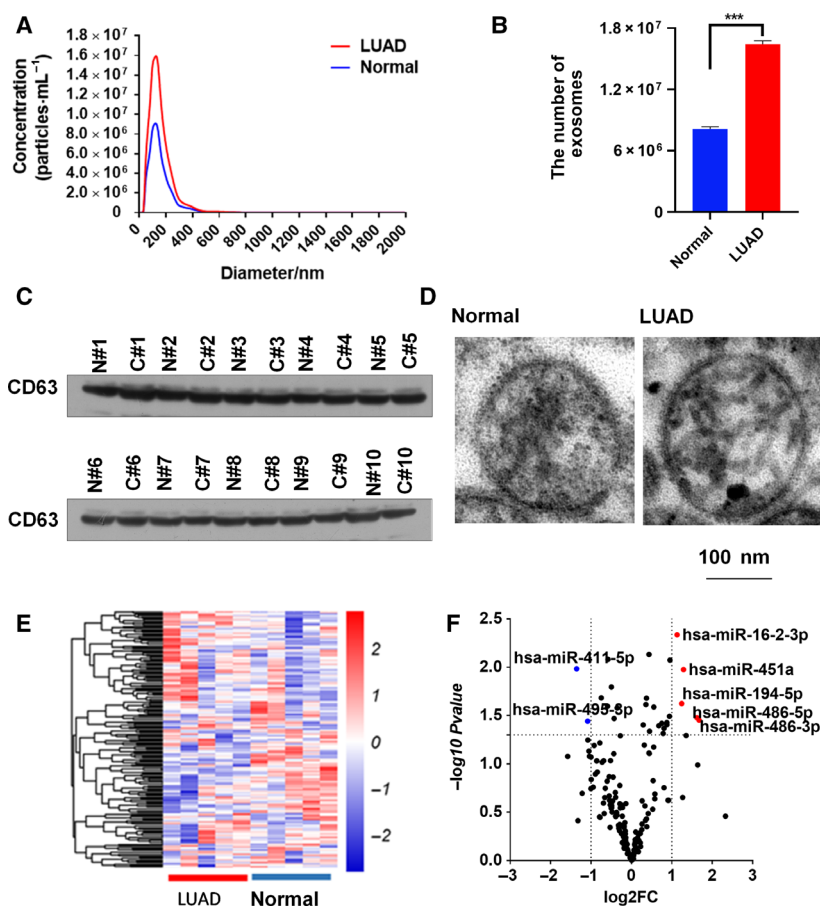 A
Concentration
(particles·mL⁻¹)
1.8 × 10⁷
1.6 × 10⁷
1.4 × 10⁷
1.2 × 10⁷
1.0 × 10⁷
8.0 × 10⁶
6.0 × 10⁶
4.0 × 10⁶
2.0 × 10⁶
0
LUAD
Normal
0 200 400 600 800 1000 1200 1400 1600 1800 2000
Diameter/nm
B
***
The number of
exosomes
1.8 × 10⁷
1.2 × 10⁷
6 × 10⁶
0
Normal LUAD
C
N#1 C#1 N#2 C#2 N#3 C#3 N#4 C#4 N#5 C#5
CD63
N#6 C#6 N#7 C#7 N#8 C#8 N#9 C#9 N#10 C#10
CD63
D
Normal LUAD
100 nm
E
2
1
0
−1
−2
LUAD Normal
F
−log10 Pvalue
2.5
2.0
1.5
1.0
0.5
0.0
hsa-miR-16-2-3p
hsa-miR-411-5p
hsa-miR-451a
hsa-miR-194-5p
hsa-miR-495-3p
hsa-miR-486-5p
hsa-miR-486-3p
−3 −2 −1 0 1 2 3
log2FC